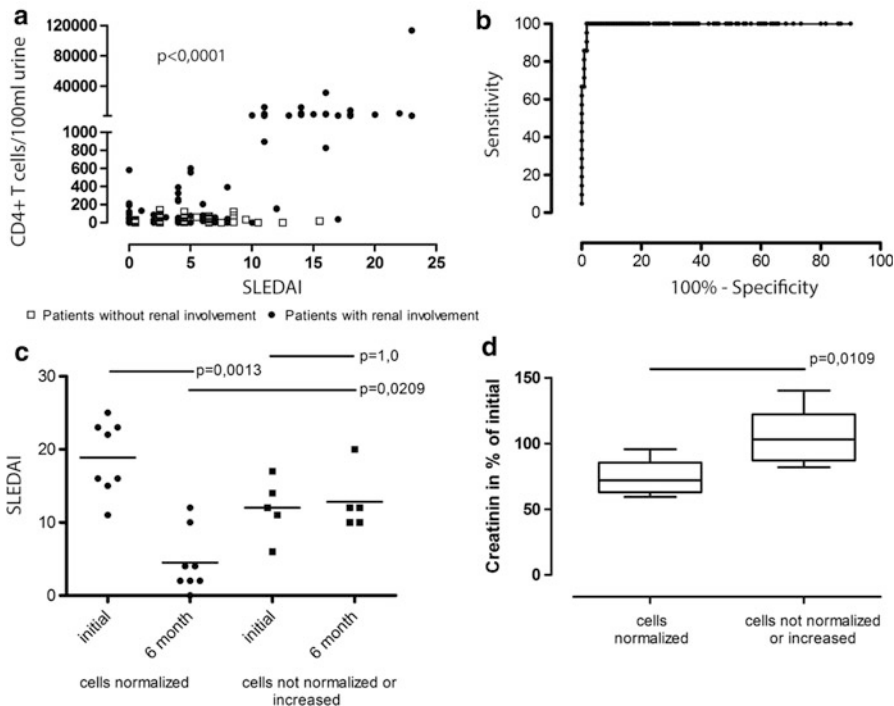 a
120000
80000
40000
1000
800
600
400
200
0
CD4+ T cells/100ml urine
p<0,0001
0 5 10 15 20 25
SLEDAI
b
100
80
60
40
20
0
Sensitivity
0 20 40 60 80 100
100% - Specificity
Patients without renal involvement
Patients with renal involvement
c
p=1,0
p=0,0013
p=0,0209
30
20
10
0
SLEDAI
initial
6 month
initial
6 month
cells normalized
cells not normalized or
increased
d
p=0,0109
150
100
50
0
Creatinin in % of initial
cells
normalized
cells not normalized
or increased